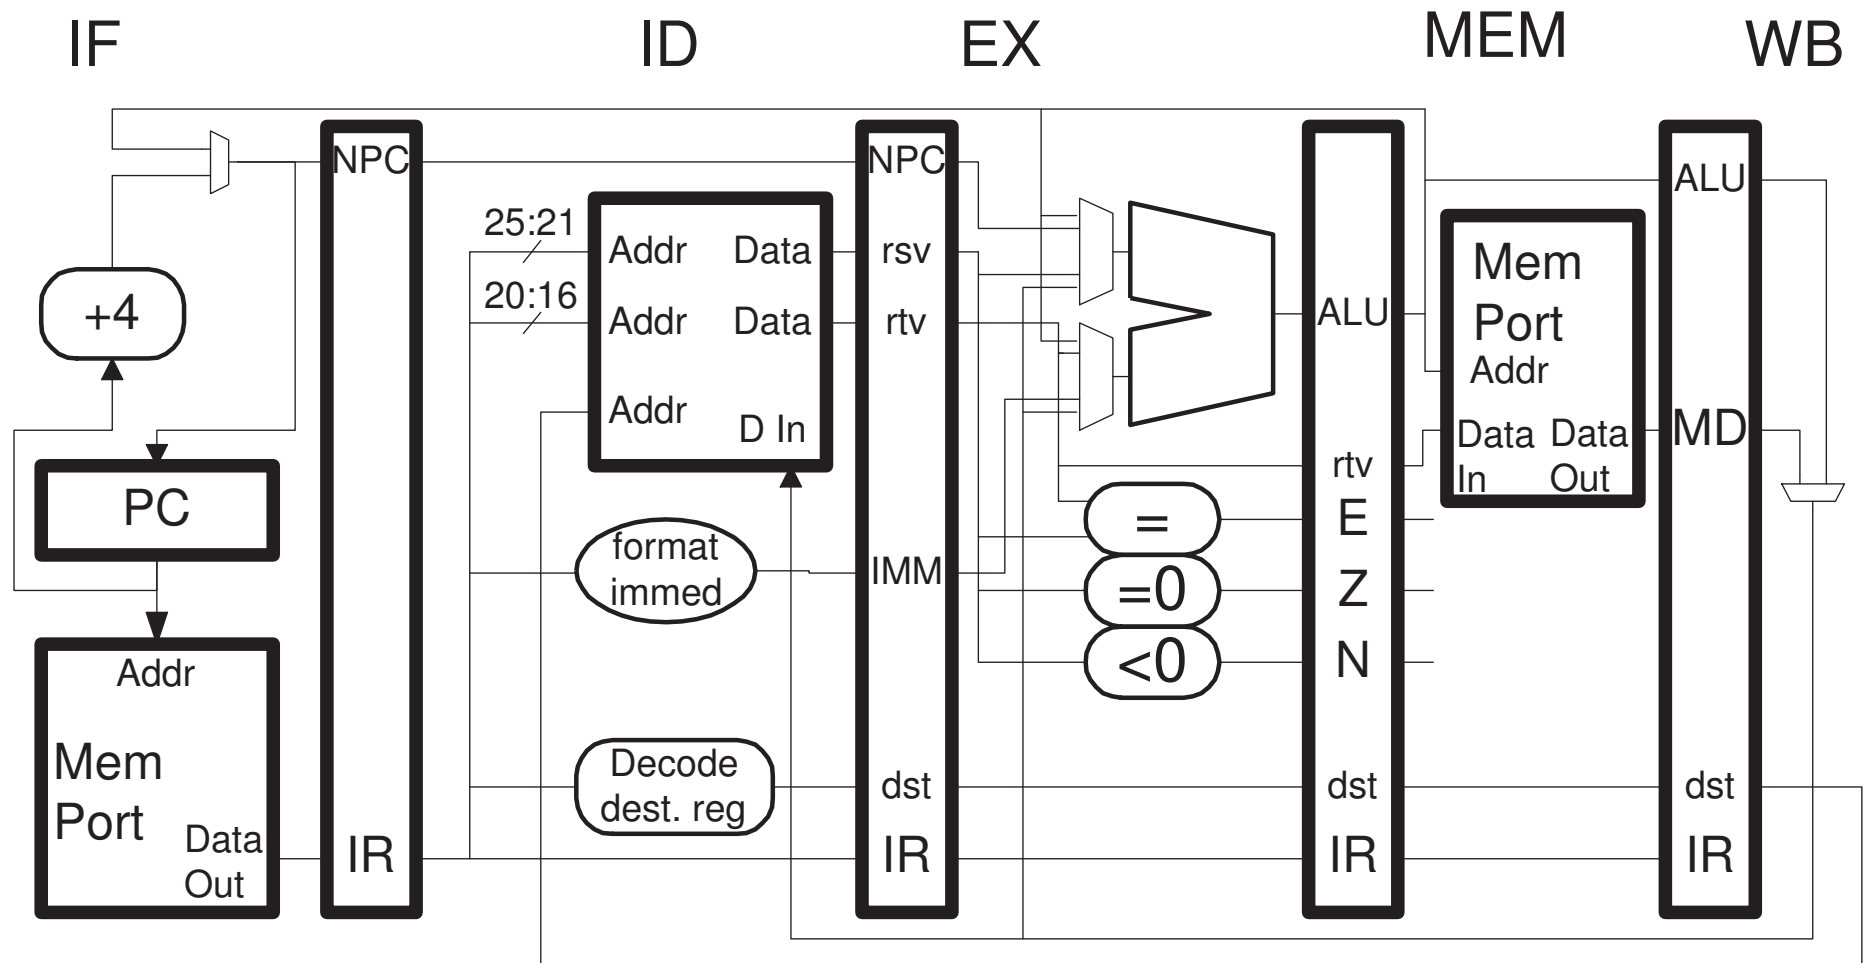 IF
ID
EX
MEM
WB
+4
PC
Addr
Mem
Port
Data
Out
NPC
IR
25:21
20:16
Addr
Data
Addr
Data
Addr
D In
format
immed
Decode
dest. reg
NPC
rsv
rtv
IMM
dst
IR
=
=0
<0
ALU
rtv
E
Z
N
dst
IR
Mem
Port
Addr
Data
In
Data
Out
ALU
MD
dst
IR